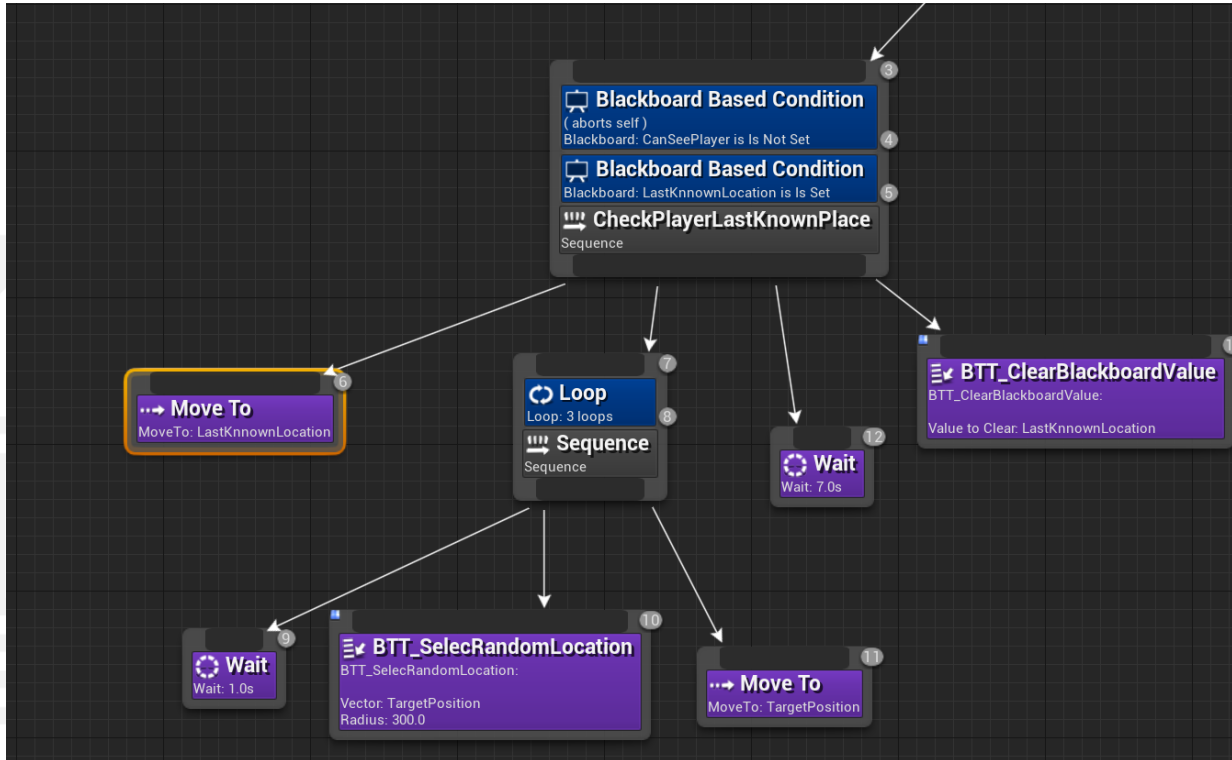 3
Blackboard Based Condition
( aborts self )
Blackboard: CanSeePlayer is Is Not Set
4
Blackboard Based Condition
Blackboard: LastKnnownLocation is Is Set
5
CheckPlayerLastKnownPlace
Sequence
6
Move To
MoveTo: LastKnnownLocation
7
Loop
Loop: 3 loops
8
Sequence
Sequence
12
Wait
Wait: 7.0s
BTT_ClearBlackboardValue
BTT_ClearBlackboardValue:
Value to Clear: LastKnnownLocation
9
Wait
Wait: 1.0s
10
BTT_SelecRandomLocation
BTT_SelecRandomLocation:
Vector: TargetPosition
Radius: 300.0
11
Move To
MoveTo: TargetPosition